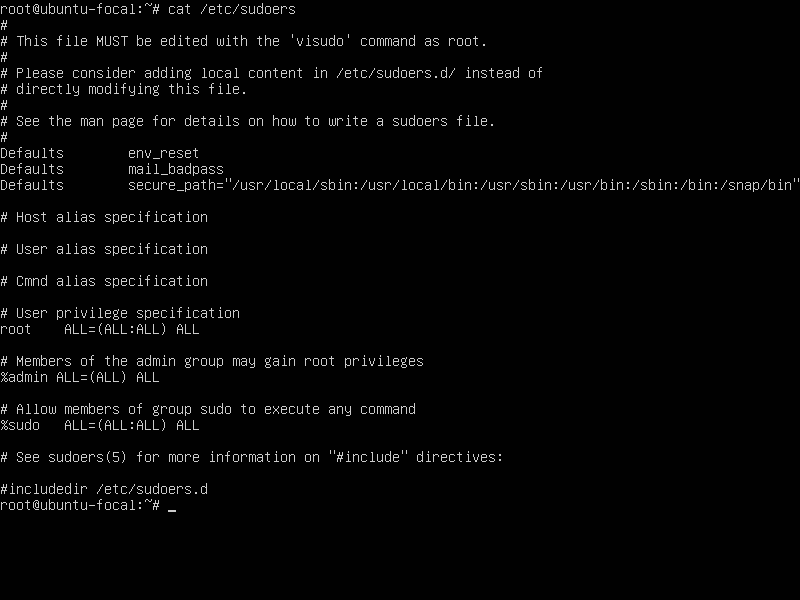 root@ubuntu-focal:~# cat /etc/sudoers
#
# This file MUST be edited with the 'visudo' command as root.
#
# Please consider adding local content in /etc/sudoers.d/ instead of
# directly modifying this file.
#
# See the man page for details on how to write a sudoers file.
#
Defaults        env_reset
Defaults        mail_badpass
Defaults        secure_path="/usr/local/sbin:/usr/local/bin:/usr/sbin:/usr/bin:/sbin:/bin:/snap/bin"

# Host alias specification

# User alias specification

# Cmnd alias specification

# User privilege specification
root    ALL=(ALL:ALL) ALL

# Members of the admin group may gain root privileges
%admin ALL=(ALL) ALL

# Allow members of group sudo to execute any command
%sudo   ALL=(ALL:ALL) ALL

# See sudoers(5) for more information on "#include" directives:

#includedir /etc/sudoers.d
root@ubuntu-focal:~# _